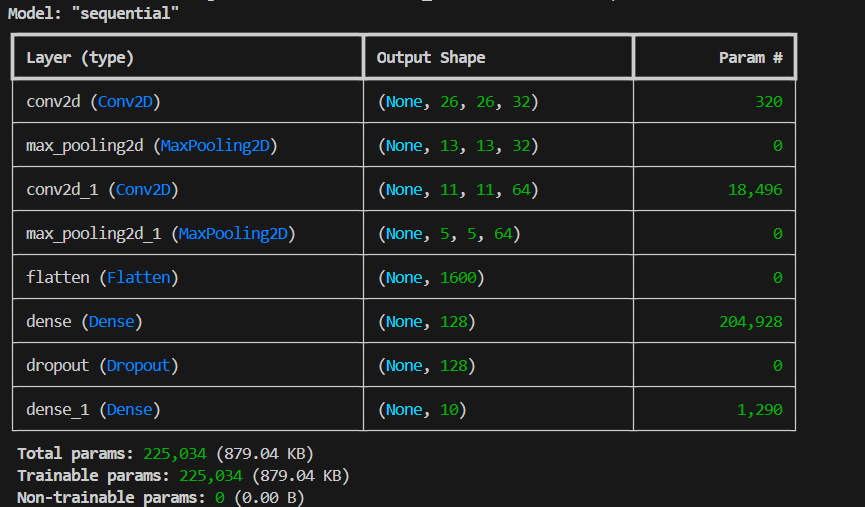 Model: "sequential"
Layer (type) Output Shape Param #
conv2d (Conv2D) (None, 26, 26, 32) 320
max_pooling2d (MaxPooling2D) (None, 13, 13, 32) 0
conv2d_1 (Conv2D) (None, 11, 11, 64) 18,496
max_pooling2d_1 (MaxPooling2D) (None, 5, 5, 64) 0
flatten (Flatten) (None, 1600) 0
dense (Dense) (None, 128) 204,928
dropout (Dropout) (None, 128) 0
dense_1 (Dense) (None, 10) 1,290
Total params: 225,034 (879.04 KB)
Trainable params: 225,034 (879.04 KB)
Non-trainable params: 0 (0.00 B)